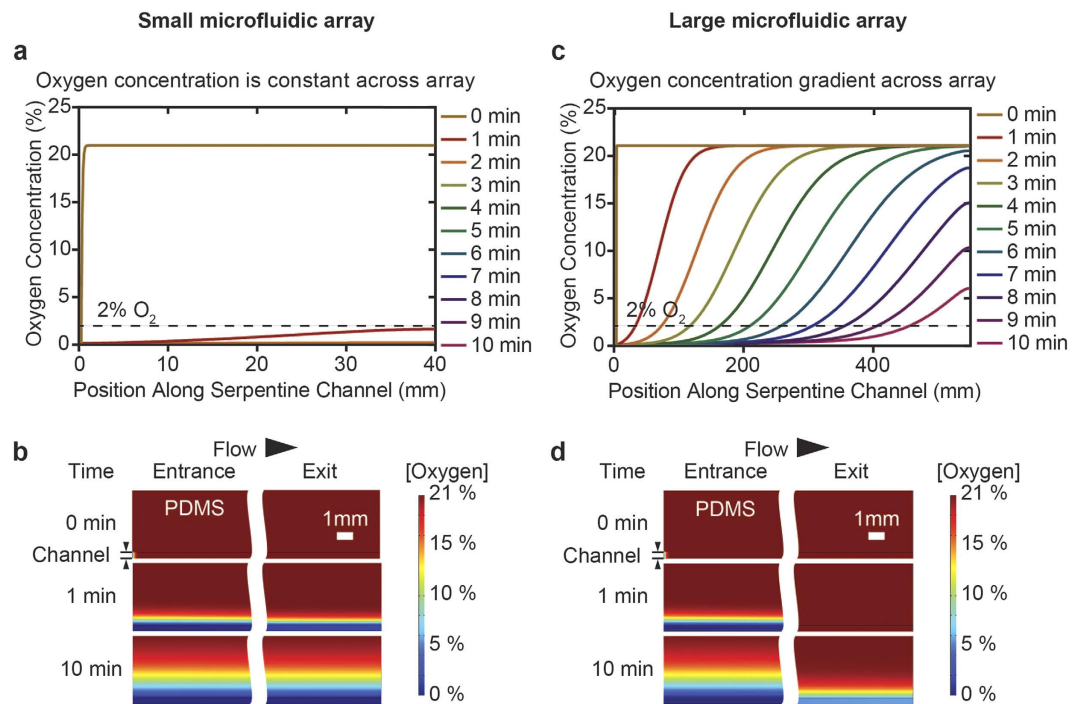 Small microfluidic array
Large microfluidic array
a
Oxygen concentration is constant across array
Oxygen Concentration (%)
25
20
15
10
5
0
2% O2
0
10
20
30
40
Position Along Serpentine Channel (mm)
0 min
1 min
2 min
3 min
4 min
5 min
6 min
7 min
8 min
9 min
10 min
c
Oxygen concentration gradient across array
Oxygen Concentration (%)
25
20
15
10
5
0
2% O2
0
200
400
Position Along Serpentine Channel (mm)
0 min
1 min
2 min
3 min
4 min
5 min
6 min
7 min
8 min
9 min
10 min
b
Flow
Time
Entrance
Exit
[Oxygen]
0 min
PDMS
1mm
Channel
1 min
10 min
21 %
15 %
10 %
5 %
0 %
d
Flow
Time
Entrance
Exit
[Oxygen]
0 min
PDMS
1mm
Channel
1 min
10 min
21 %
15 %
10 %
5 %
0 %